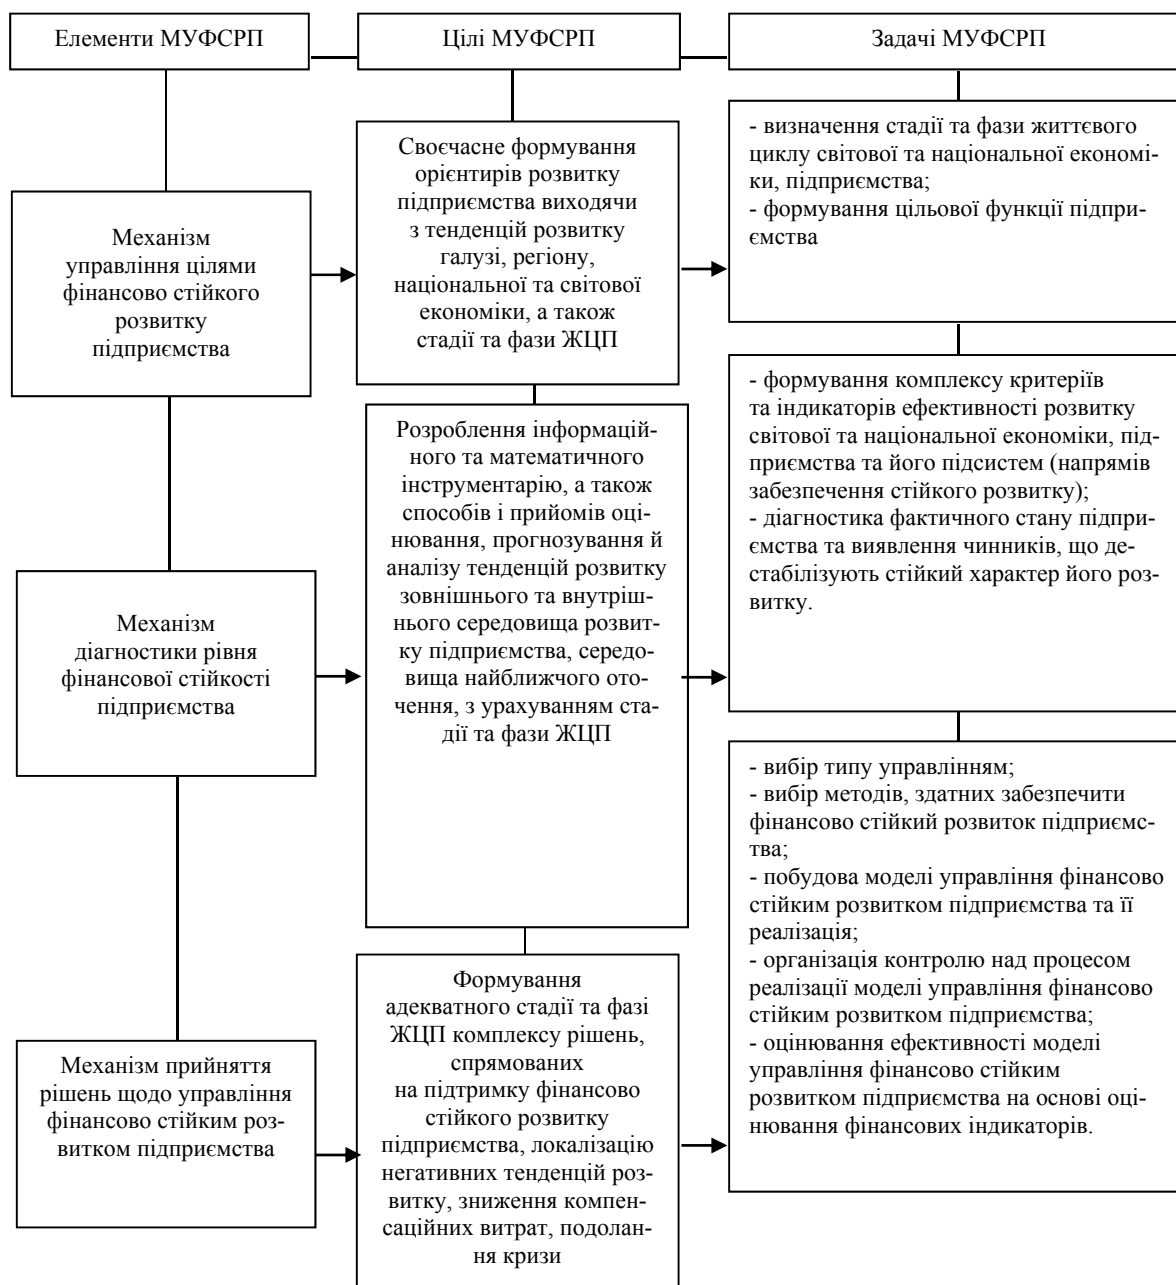 Елементи МУФСРП
Цілі МУФСРП
Задачі МУФСРП
Механізм
управління цілями
фінансово стійкого
розвитку
підприємства
Своєчасне формування
орієнтирів розвитку
підприємства виходячи
з тенденцій розвитку
галузі, регіону,
національної та світової
економіки, а також
стадії та фази ЖЦП
- визначення стадії та фази життєвого
циклу світової та національної економі-
ки, підприємства;
- формування цільової функції підпри-
ємства
Механізм
діагностики рівня
фінансової стійкості
підприємства
Розроблення інформацій-
ного та математичного
інструментарію, а також
способів і прийомів оці-
нювання, прогнозування й
аналізу тенденцій розвитку
зовнішнього та внутріш-
нього середовища розвит-
ку підприємства, середо-
вища найближчого ото-
чення, з урахуванням ста-
дії та фази ЖЦП
- формування комплексу критеріїв
та індикаторів ефективності розвитку
світової та національної економіки, під-
приємства та його підсистем (напрямів
забезпечення стійкого розвитку);
- діагностика фактичного стану підпри-
ємства та виявлення чинників, що де-
стабілізують стійкий характер його роз-
витку.
Механізм прийняття
рішень щодо управління
фінансово стійким роз-
витком підприємства
Формування
адекватного стадії та фазі
ЖЦП комплексу рішень,
спрямованих
на підтримку фінансово
стійкого розвитку
підприємства, локалізацію
негативних тенденцій роз-
витку, зниження компен-
саційних витрат, подолан-
ня кризи
- вибір типу управлінням;
- вибір методів, здатних забезпечити
фінансово стійкий розвиток підприємс-
тва;
- побудова моделі управління фінансово
стійким розвитком підприємства та її
реалізація;
- організація контролю над процесом
реалізації моделі управління фінансово
стійким розвитком підприємства;
- оцінювання ефективності моделі
управління фінансово стійким
розвитком підприємства на основі оці-
нювання фінансових індикаторів.